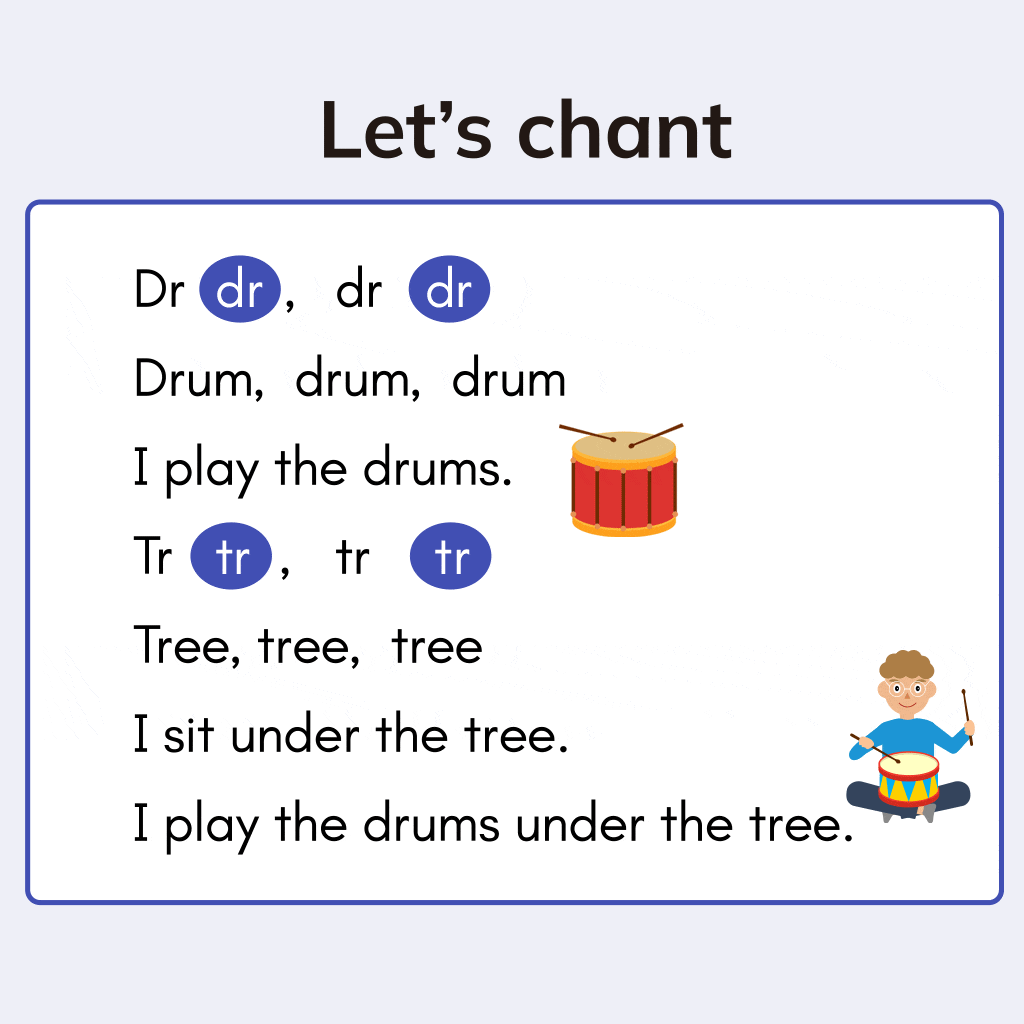 Let's chant
Dr dr, dr dr
Drum, drum, drum
I play the drums.
Tr tr, tr tr
Tree, tree, tree
I sit under the tree.
I play the drums under the tree.